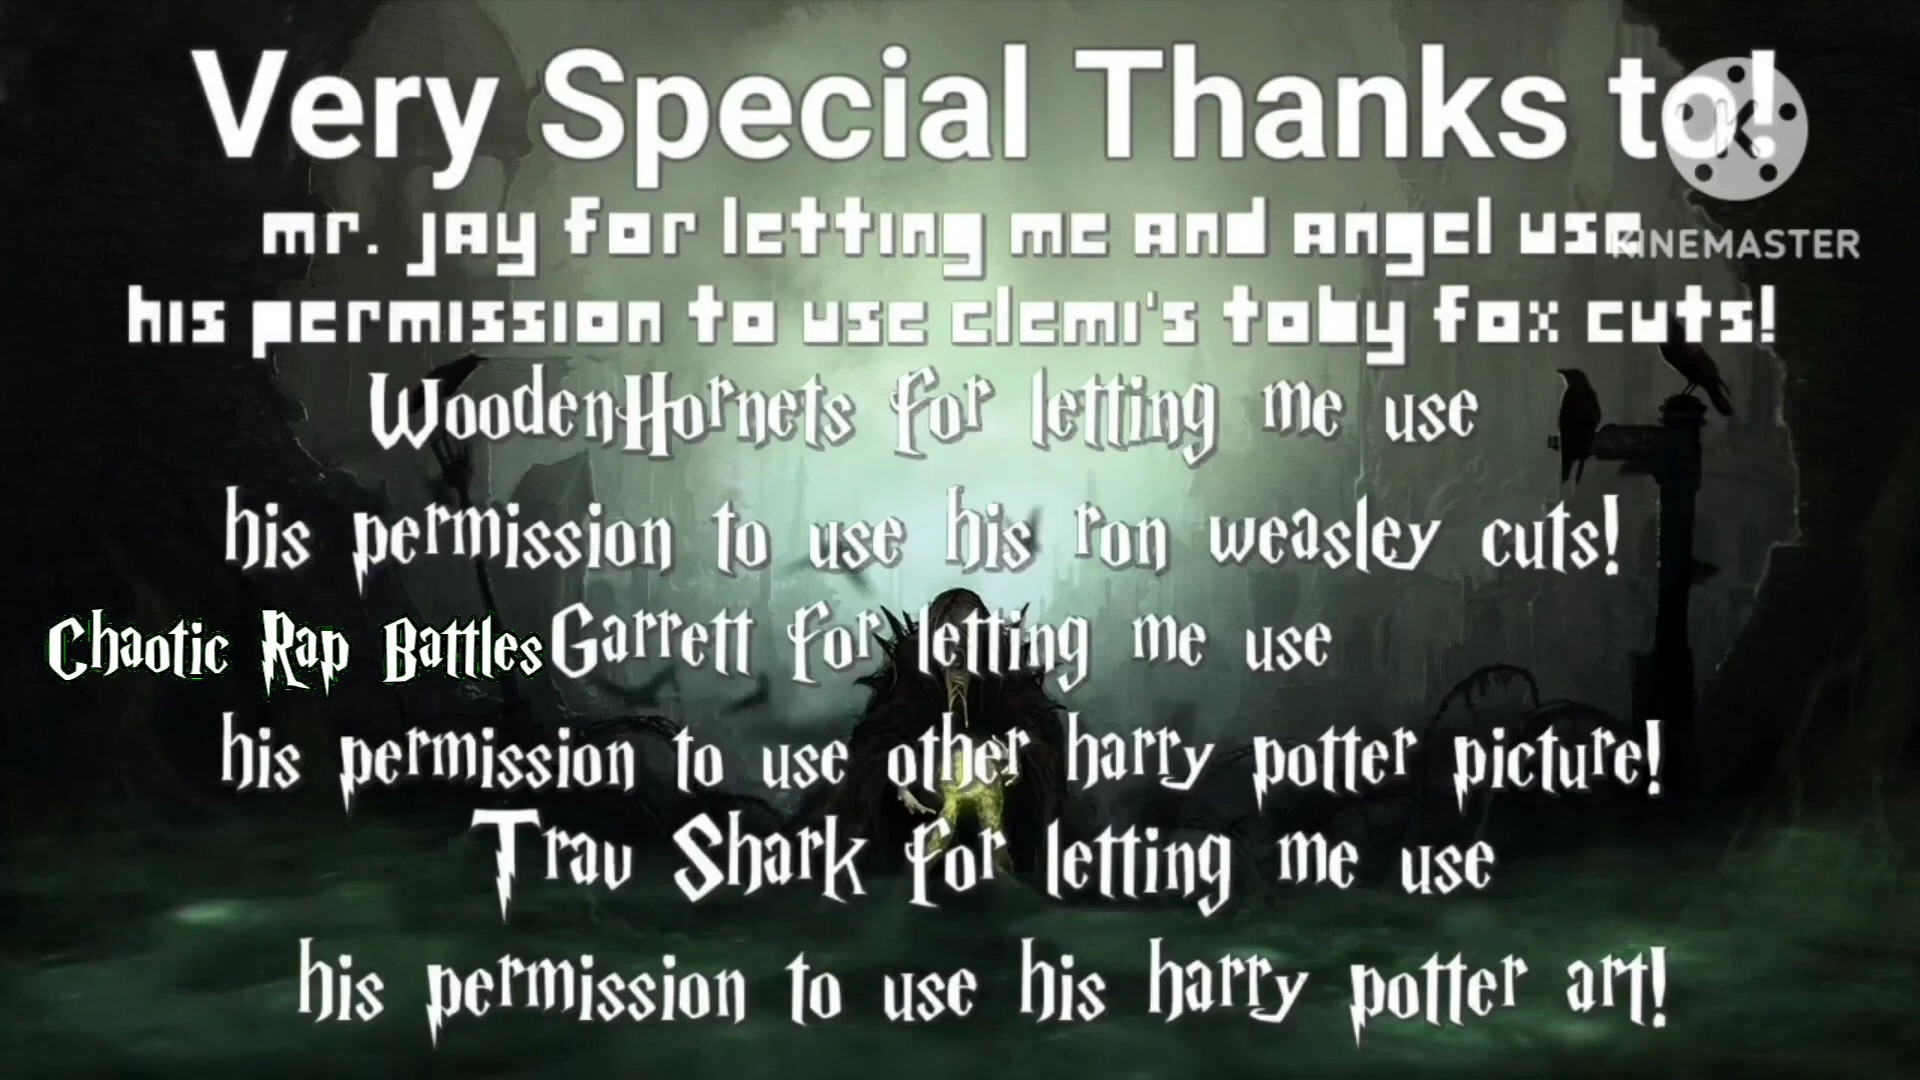 Very Special Thanks to!
mr. jay for letting me and angel use
KINEMASTER
his permission to use clemi's toby fox cuts!
WoodenHornets for letting me use
his permission to use his ron weasley cuts!
Chaotic Rap Battles Garrett for letting me use
his permission to use other harry potter picture!
Trav Shark for letting me use
his permission to use his harry potter art!